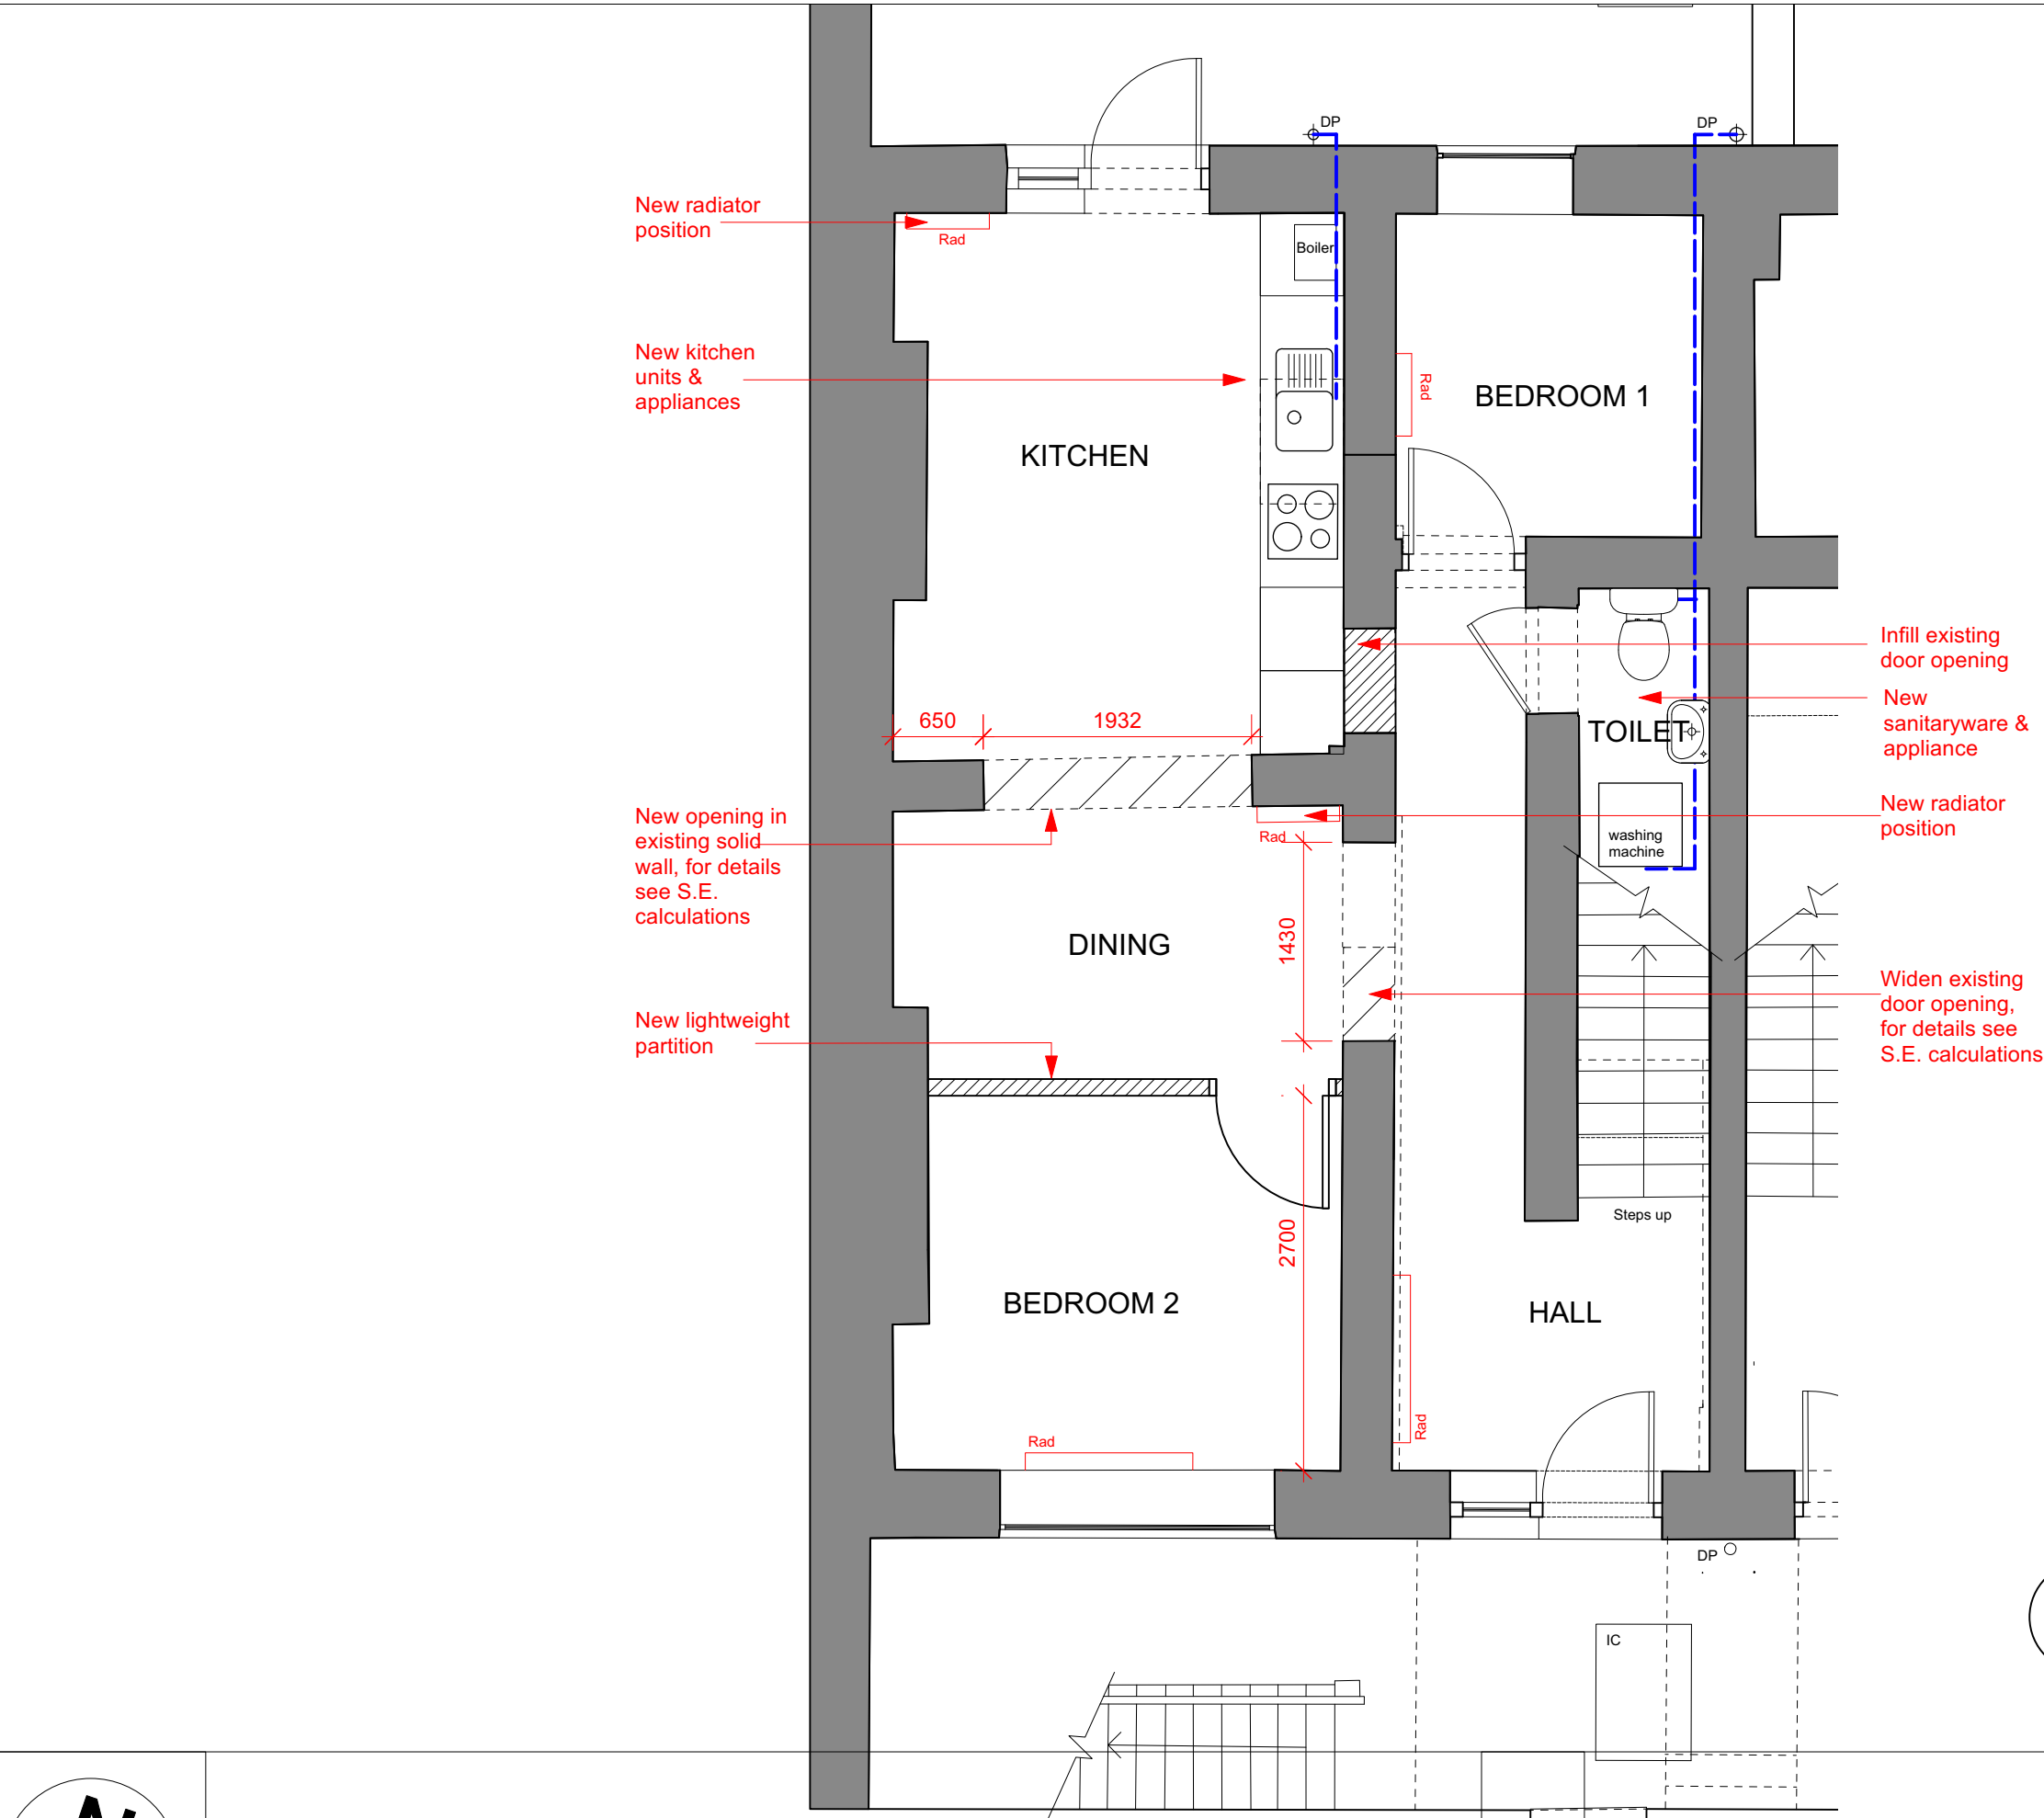 DP
DP
New radiator
position
Rad
Boiler
New kitchen
units &
appliances
Rad
BEDROOM 1
KITCHEN
Infill existing
door opening
New
sanitaryware &
appliance
TOILET
650
1932
New radiator
position
New opening in
existing solid
wall, for details
see S.E.
calculations
Rad
washing
machine
1430
DINING
Widen existing
door opening,
for details see
S.E. calculations
New lightweight
partition
Steps up
2700
BEDROOM 2
HALL
Rad
Rad
DP
IC
N